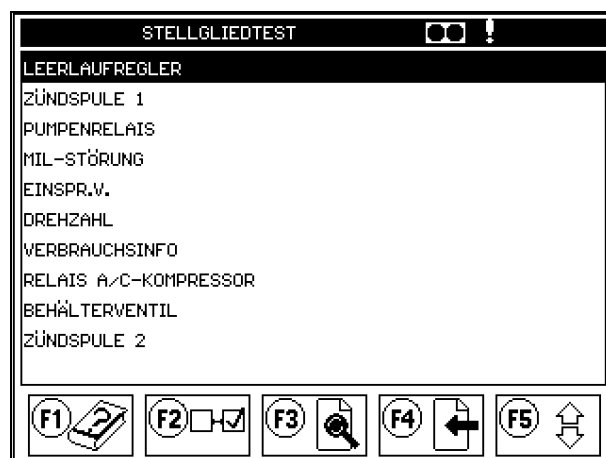 STELLGLIEDTEST !
LEERLAUFREGLER
ZÜNDSPULE 1
PUMPENRELAIS
MIL-STÖRUNG
EINSPR.V.
DREHZAHL
VERBRAUCHSINFO
RELAIS A/C-KOMPRESSOR
BEHÄLTERVENTIL
ZÜNDSPULE 2
F1 ? F2 F3 F4 F5